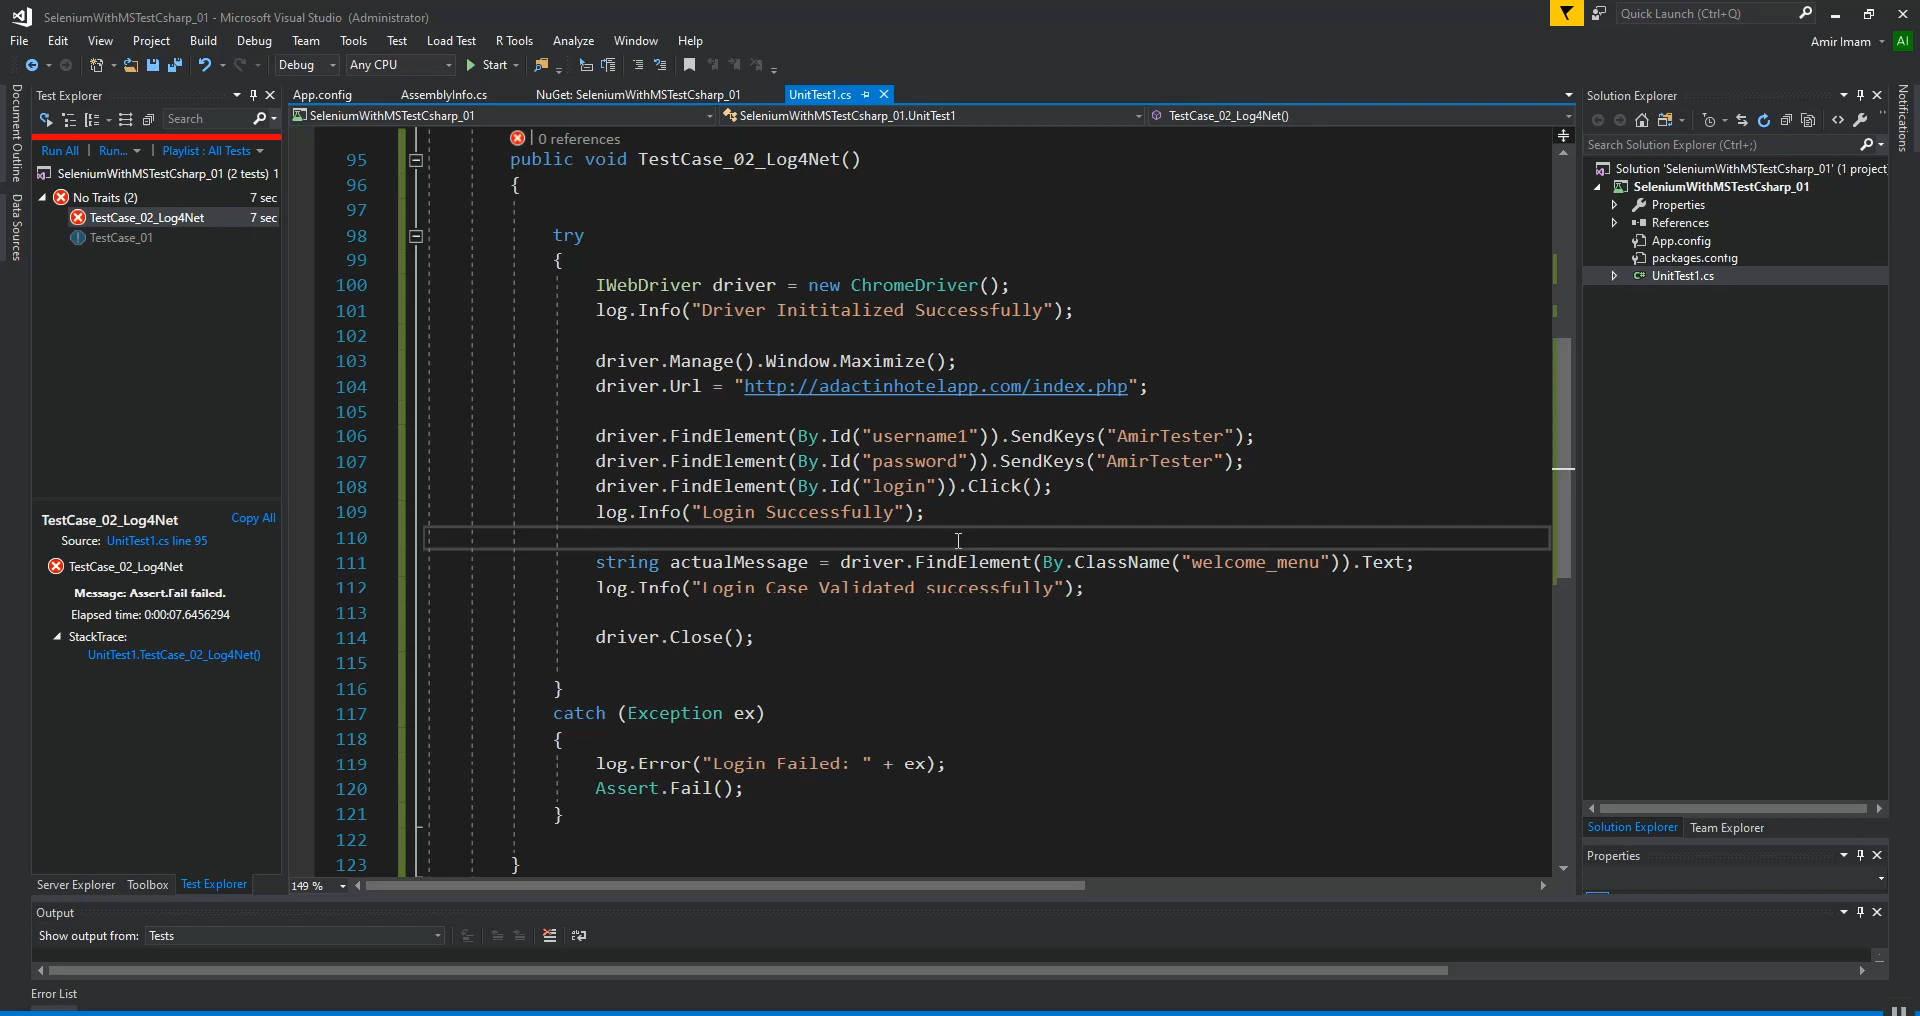 SeleniumWithMSTestCsharp_01 - Microsoft Visual Studio (Administrator)
Quick Launch (Ctrl+Q)
File Edit View Project Build Debug Team Tools Test Load Test R Tools Analyze Window Help
Amir Imam AI
Debug Any CPU Start
Document Outline
Data Sources
Test Explorer
Search
Run All Run... Playlist : All Tests
SeleniumWithMSTestCsharp_01 (2 tests) 1
No Traits (2) 7 sec
TestCase_02_Log4Net 7 sec
TestCase_01
TestCase_02_Log4Net Copy All
Source: UnitTest1.cs line 95
TestCase_02_Log4Net
Message: Assert.Fail failed.
Elapsed time: 0:00:07.6456294
StackTrace:
UnitTest1.TestCase_02_Log4Net()
Server Explorer Toolbox Test Explorer
App.config AssemblyInfo.cs NuGet: SeleniumWithMSTestCsharp_01 UnitTest1.cs
SeleniumWithMSTestCsharp_01 SeleniumWithMSTestCsharp_01.UnitTest1 TestCase_02_Log4Net()
0 references
95 public void TestCase_02_Log4Net()
96 {
97
98 try
99 {
100 IWebDriver driver = new ChromeDriver();
101 log.Info("Driver Inititalized Successfully");
102
103 driver.Manage().Window.Maximize();
104 driver.Url = "http://adactinhotelapp.com/index.php";
105
106 driver.FindElement(By.Id("username1")).SendKeys("AmirTester");
107 driver.FindElement(By.Id("password")).SendKeys("AmirTester");
108 driver.FindElement(By.Id("login")).Click();
109 log.Info("Login Successfully");
110
111 string actualMessage = driver.FindElement(By.ClassName("welcome_menu")).Text;
112 log.Info("Login Case Validated successfully");
113
114 driver.Close();
115
116 }
117 catch (Exception ex)
118 {
119 log.Error("Login Failed: " + ex);
120 Assert.Fail();
121 }
122
123 }
149 %
Solution Explorer
Search Solution Explorer (Ctrl+;)
Solution 'SeleniumWithMSTestCsharp_01' (1 project
SeleniumWithMSTestCsharp_01
Properties
References
App.config
packages.config
C# UnitTest1.cs
Solution Explorer Team Explorer
Properties
Notifications
Output
Show output from: Tests
Error List